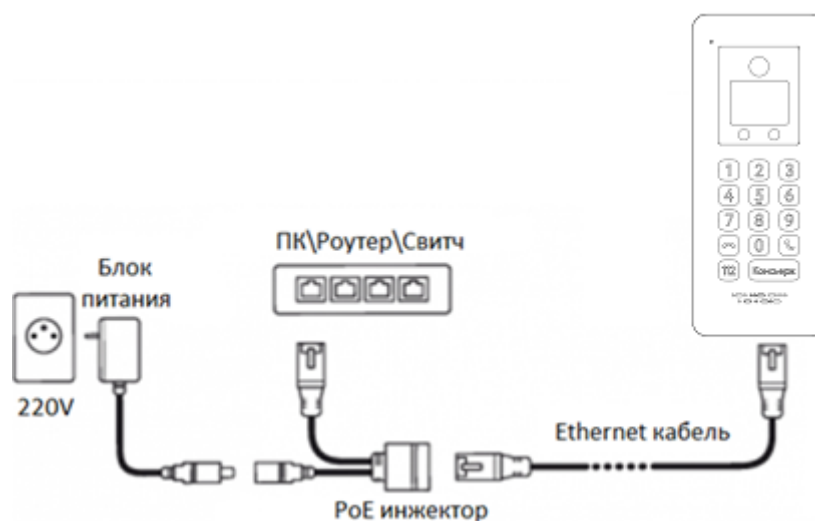 1 2 3
4 5 6
7 8 9
0
112 Консьерж
ПК\Роутер\Свитч
Блок
питания
220V
Ethernet кабель
PoE инжектор